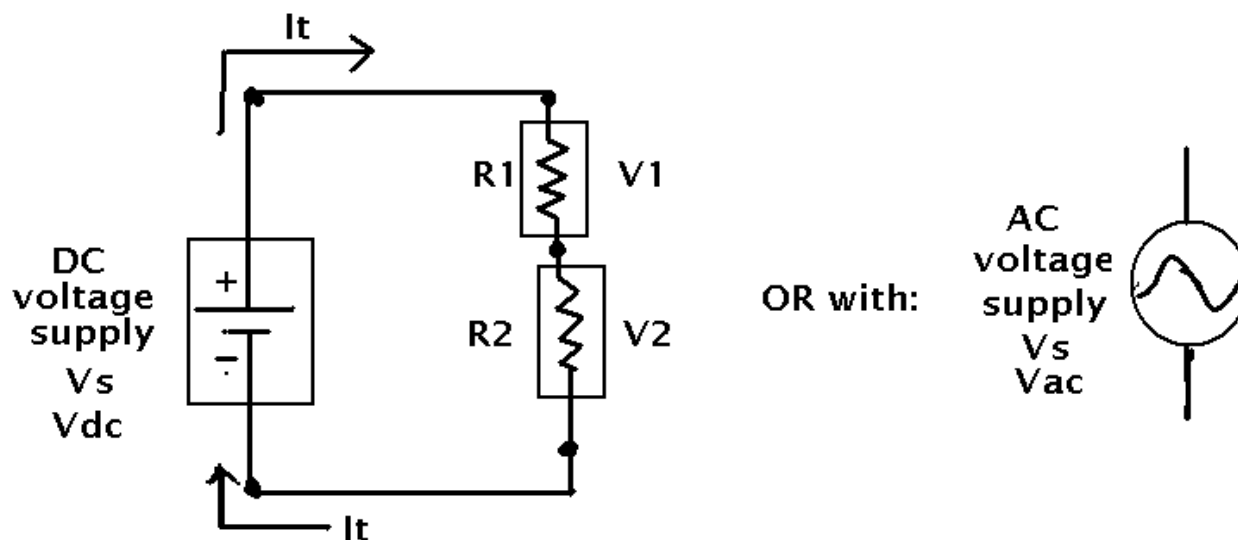 It
R1
V1
+
DC
voltage
supply
Vs
Vdc
-
R2
V2
OR with:
AC
voltage
supply
Vs
Vac
It